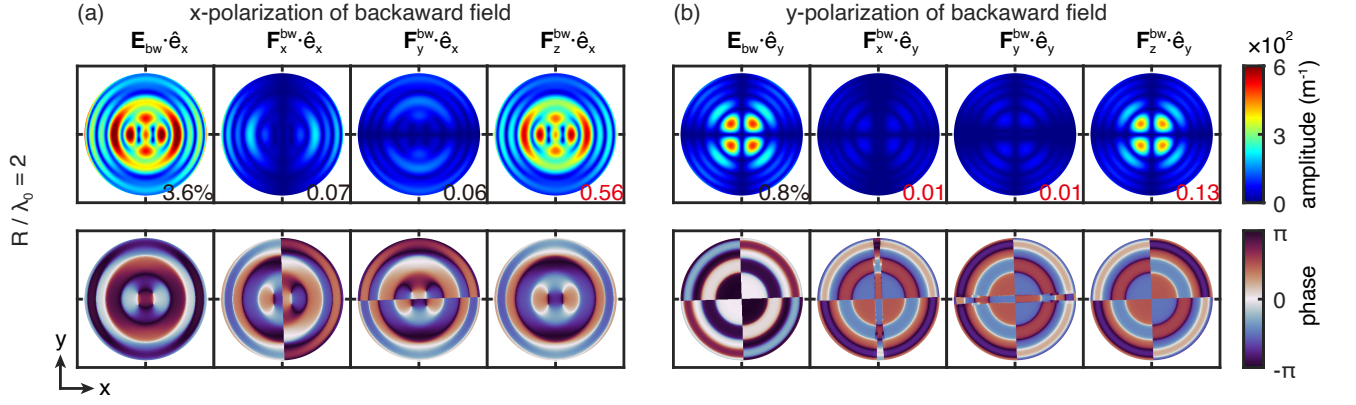 (a) x-polarization of backaward field
E_bw·ê_x F_x^bw·ê_x F_y^bw·ê_x F_z^bw·ê_x
3.6% 0.07 0.06 0.56
R / λ_0 = 2
y
x
(b) y-polarization of backaward field
E_bw·ê_y F_x^bw·ê_y F_y^bw·ê_y F_z^bw·ê_y
0.8% 0.01 0.01 0.13
×10^2
6
3
0
amplitude (m^-1)
π
0
-π
phase